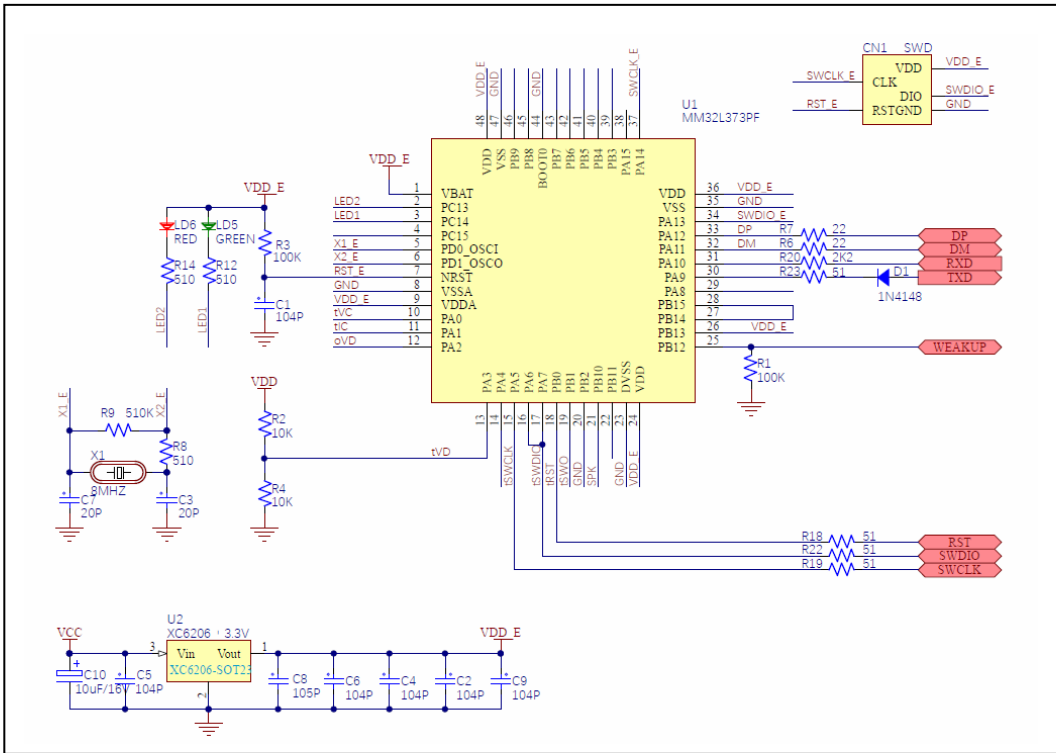 CN1 SWD
VDD VDD_E
SWCLK_E CLK
DIO SWDIO_E
RST_E RSTGND GND
U1
MM32L373PF
VDD_E GND GND SWCLK_E
48 47 46 45 44 43 42 41 40 39 38 37
VDD VSS PB9 PB8 BOOT0 PB7 PB6 PB5 PB4 PB3 PA15 PA14
VDD_E
1 VBAT
LED2 2 PC13
LED1 3 PC14
4 PC15
X1_E 5 PD0_OSCI
X2_E 6 PD1_OSCO
RST_E 7 NRST
GND 8 VSSA
VDD_E 9 VDDA
tVC 10 PA0
tIC 11 PA1
oVD 12 PA2
VDD 36 VDD_E
VSS 35 GND
PA13 34 SWDIO_E
PA12 33 DP R7 22 DP
PA11 32 DM R6 22 DM
PA10 31 R20 2K2 RXD
PA9 30 R23 51 D1 TXD
1N4148
PA8 29
PB15 28
PB14 27
PB13 26 VDD_E
PB12 25 WEAKUP
R1
100K
PA3 PA4 PA5 PA6 PA7 PB0 PB1 PB2 PB10 PB11 DVSS VDD
13 14 15 16 17 18 19 20 21 22 23 24
tVD tSWCLK tSWDIO tRST tSWO GND SPK GND VDD_E
VDD_E
LD6
RED
LD5
GREEN
R3
100K
R14
510
R12
510
C1
104P
LED2 LED1
X1_E X2_E
R9 510K
R8
510
X1
8MHZ
C7
20P
C3
20P
VDD
R2
10K
R4
10K
R18 51 RST
R22 51 SWDIO
R19 51 SWCLK
U2
XC6206 3.3V
VCC 3 Vin Vout 1 VDD_E
XC6206-SOT23
2
C10
10uF/16V
C5
104P
C8
105P
C6
104P
C4
104P
C2
104P
C9
104P